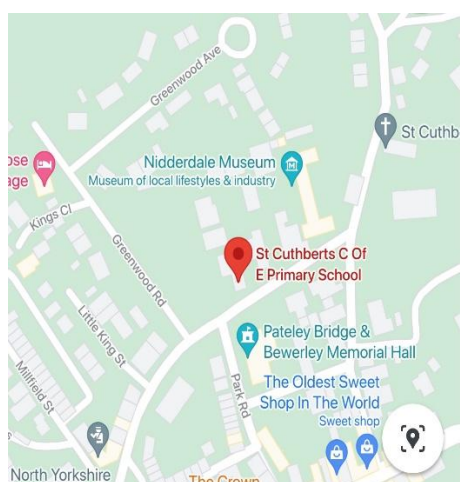 Greenwood Ave
St Cuthb
Nidderdale Museum
Museum of local lifestyles & industry
ose
age
Kings Cl
Greenwood Rd
St Cuthberts C Of
E Primary School
Little King St
Pateley Bridge &
Bewerley Memorial Hall
Millfield St
Park Rd
The Oldest Sweet
Shop In The World
Sweet shop
North Yorkshire
The Crown